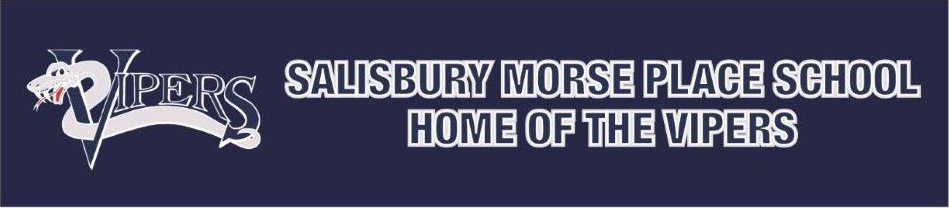 VIPERS
SALISBURY MORSE PLACE SCHOOL
HOME OF THE VIPERS